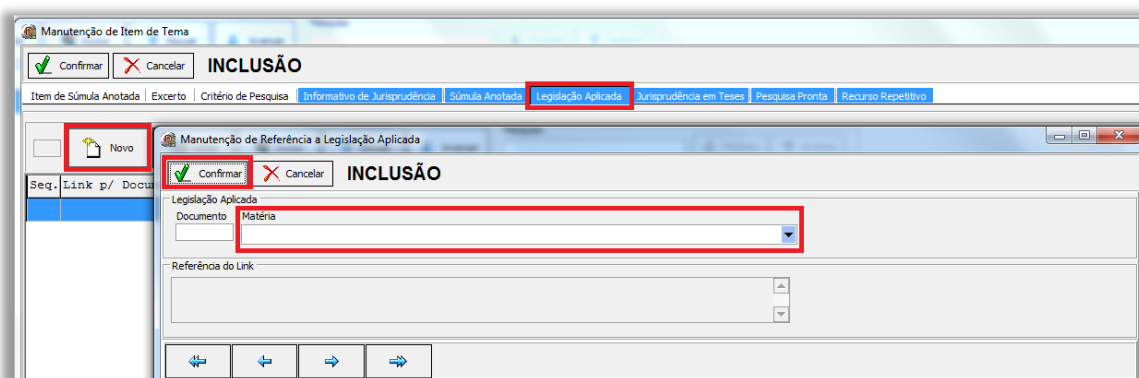 Manutenção de Item de Tema
Confirmar Cancelar INCLUSÃO
Item de Súmula Anotada Excerto Critério de Pesquisa Informativo de Jurisprudência Súmula Anotada Legislação Aplicada Jurisprudência em Teses Pesquisa Pronta Recurso Repetitivo
Novo
Manutenção de Referência a Legislação Aplicada
Confirmar Cancelar INCLUSÃO
Seq. Link p/
Legislação Aplicada
Documento Matéria
Referência do Link